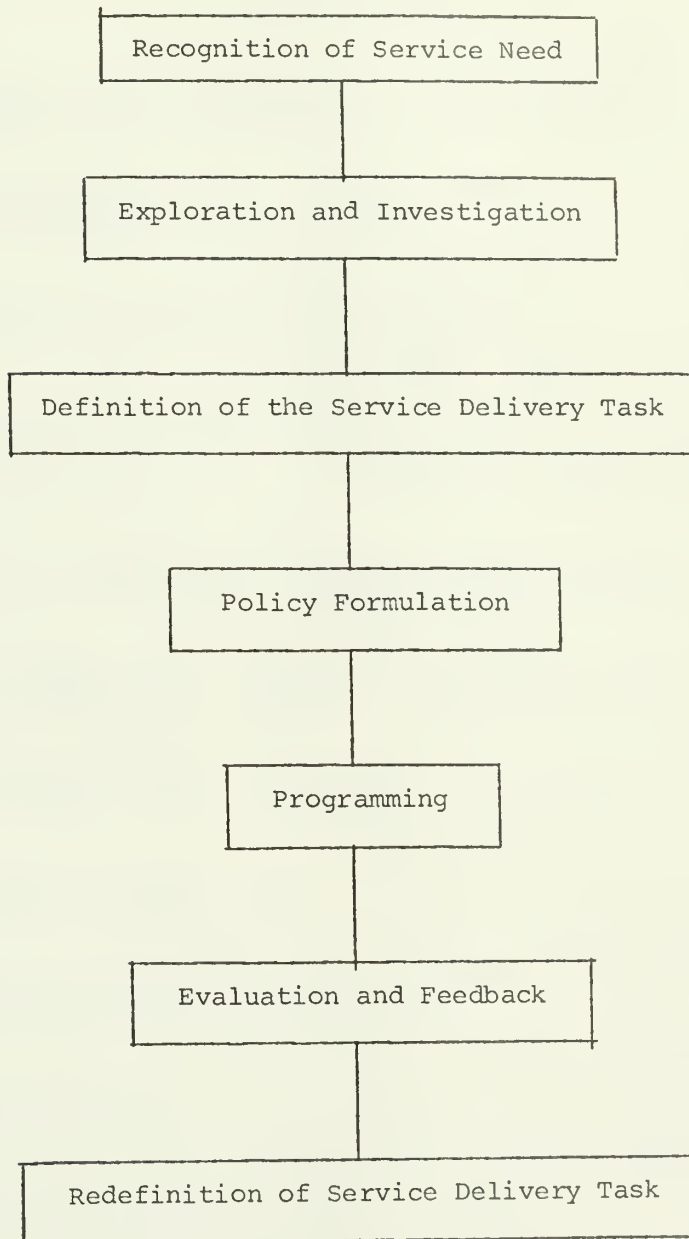 Recognition of Service Need
Exploration and Investigation
Definition of the Service Delivery Task
Policy Formulation
Programming
Evaluation and Feedback
Redefinition of Service Delivery Task